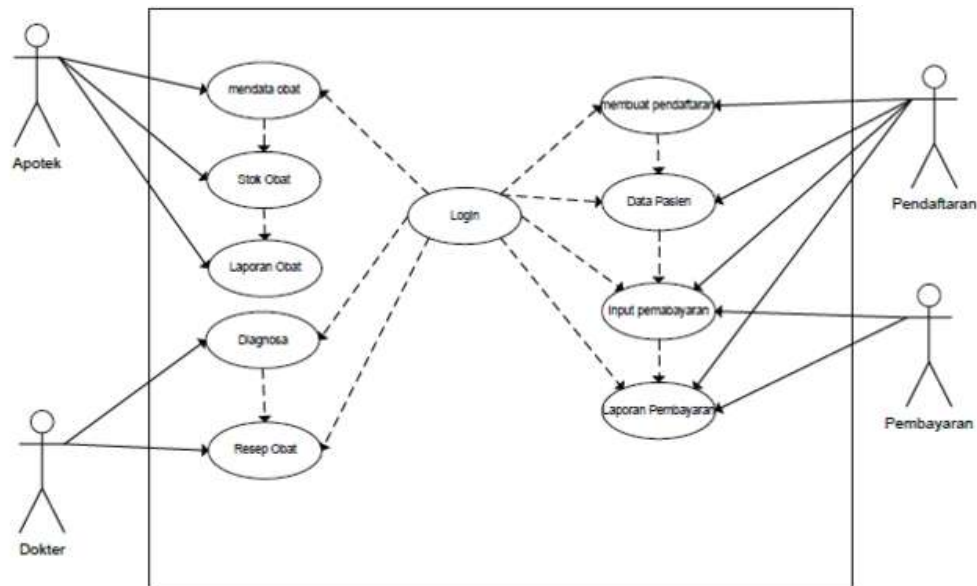 Apotek
mendata obat
Stok Obat
Laporan Obat
Diagnosa
Resep Obat
Dokter
Login
membuat pendaftaran
Data Pasien
Input pemabayaran
Laporan Pembayaran
Pendaftaran
Pembayaran